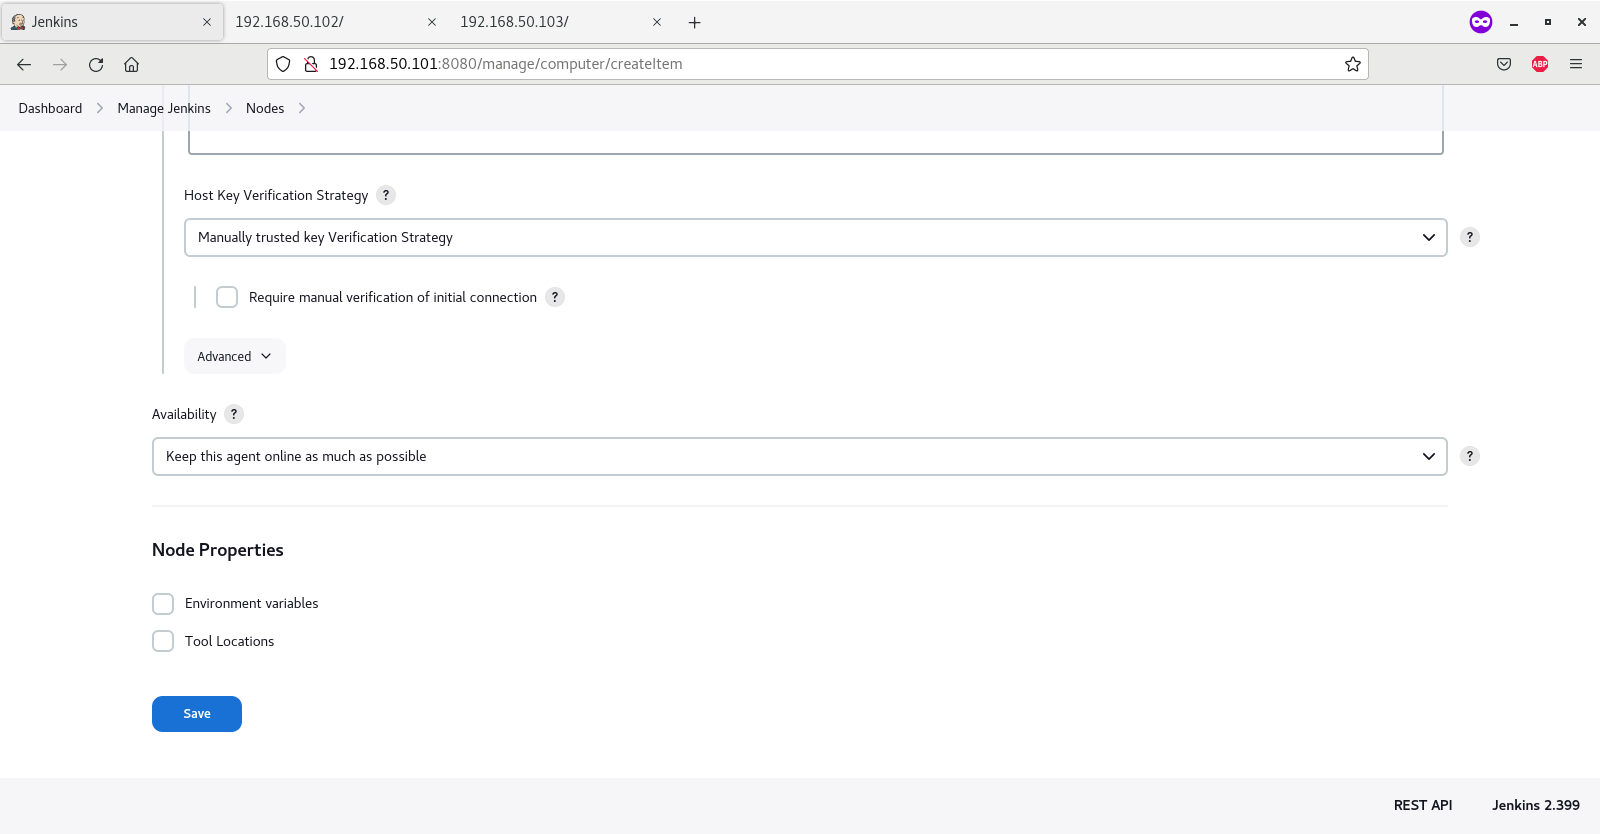 Jenkins
192.168.50.102/
192.168.50.103/
192.168.50.101:8080/manage/computer/createItem
ABP
Dashboard
Manage Jenkins
Nodes
Host Key Verification Strategy ?
Manually trusted key Verification Strategy
?
Require manual verification of initial connection ?
Advanced
Availability ?
Keep this agent online as much as possible
?
Node Properties
Environment variables
Tool Locations
Save
REST API
Jenkins 2.399